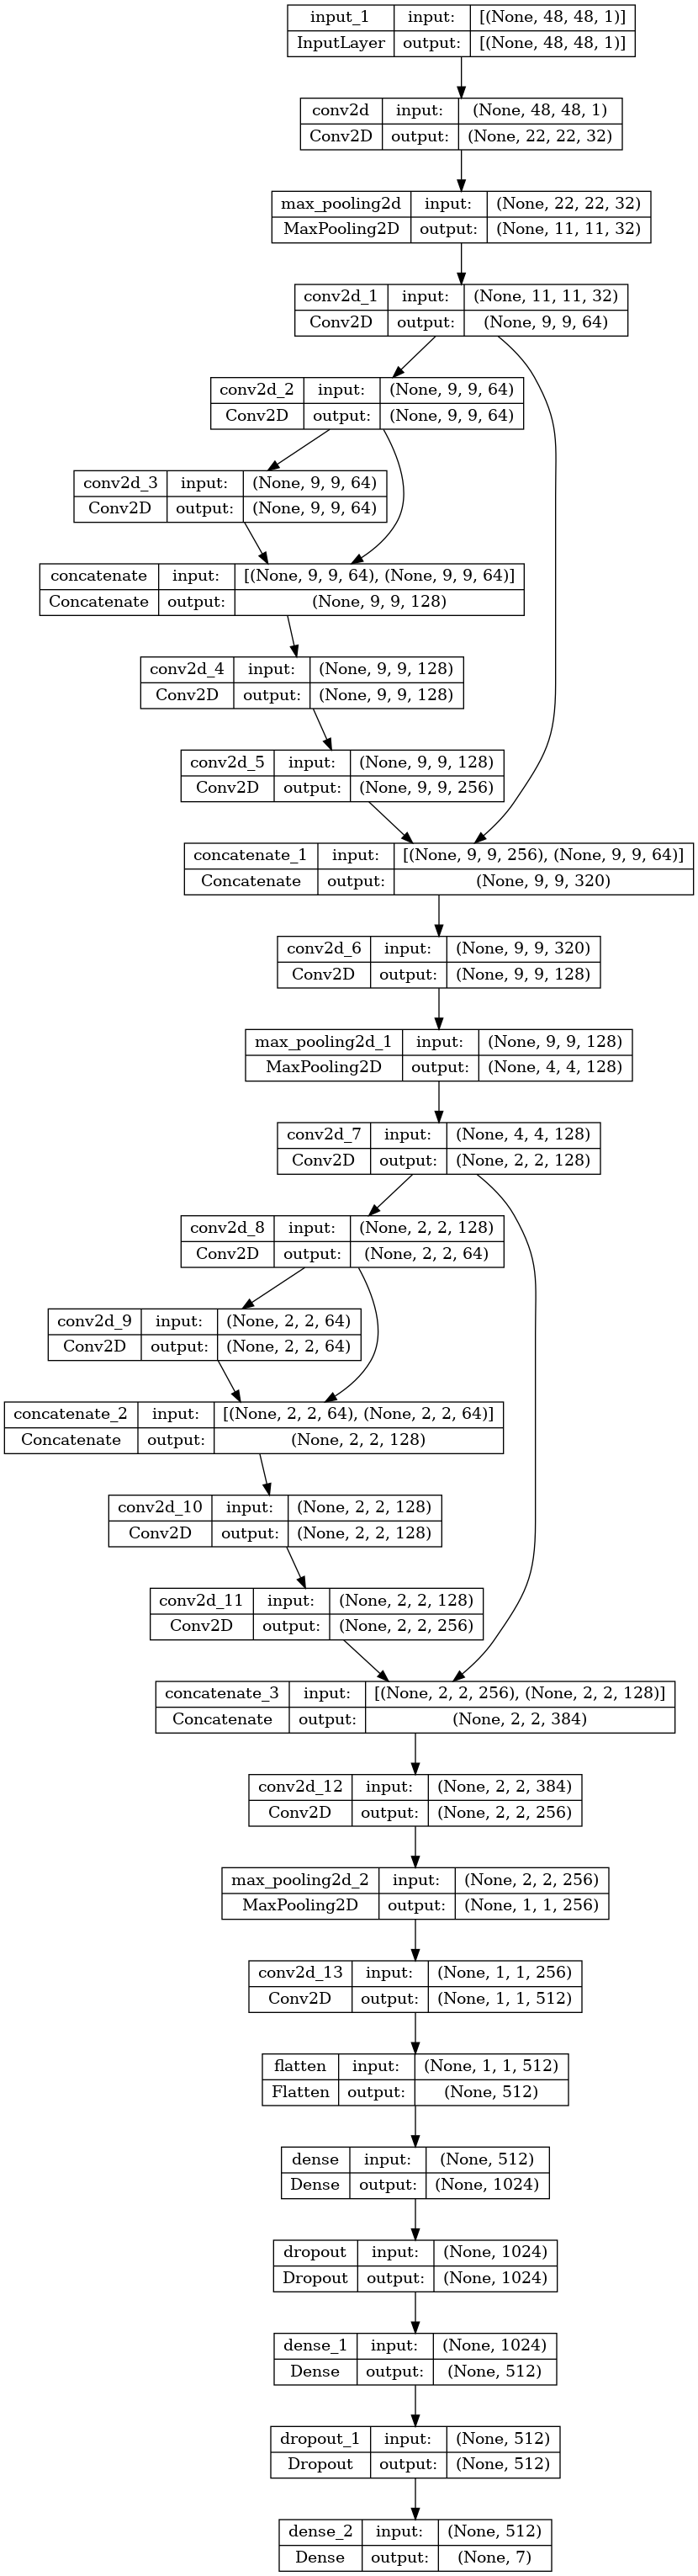 input_1 input: [(None, 48, 48, 1)]
InputLayer output: [(None, 48, 48, 1)]
conv2d input: (None, 48, 48, 1)
Conv2D output: (None, 22, 22, 32)
max_pooling2d input: (None, 22, 22, 32)
MaxPooling2D output: (None, 11, 11, 32)
conv2d_1 input: (None, 11, 11, 32)
Conv2D output: (None, 9, 9, 64)
conv2d_2 input: (None, 9, 9, 64)
Conv2D output: (None, 9, 9, 64)
conv2d_3 input: (None, 9, 9, 64)
Conv2D output: (None, 9, 9, 64)
concatenate input: [(None, 9, 9, 64), (None, 9, 9, 64)]
Concatenate output: (None, 9, 9, 128)
conv2d_4 input: (None, 9, 9, 128)
Conv2D output: (None, 9, 9, 128)
conv2d_5 input: (None, 9, 9, 128)
Conv2D output: (None, 9, 9, 256)
concatenate_1 input: [(None, 9, 9, 256), (None, 9, 9, 64)]
Concatenate output: (None, 9, 9, 320)
conv2d_6 input: (None, 9, 9, 320)
Conv2D output: (None, 9, 9, 128)
max_pooling2d_1 input: (None, 9, 9, 128)
MaxPooling2D output: (None, 4, 4, 128)
conv2d_7 input: (None, 4, 4, 128)
Conv2D output: (None, 2, 2, 128)
conv2d_8 input: (None, 2, 2, 128)
Conv2D output: (None, 2, 2, 64)
conv2d_9 input: (None, 2, 2, 64)
Conv2D output: (None, 2, 2, 64)
concatenate_2 input: [(None, 2, 2, 64), (None, 2, 2, 64)]
Concatenate output: (None, 2, 2, 128)
conv2d_10 input: (None, 2, 2, 128)
Conv2D output: (None, 2, 2, 128)
conv2d_11 input: (None, 2, 2, 128)
Conv2D output: (None, 2, 2, 256)
concatenate_3 input: [(None, 2, 2, 256), (None, 2, 2, 128)]
Concatenate output: (None, 2, 2, 384)
conv2d_12 input: (None, 2, 2, 384)
Conv2D output: (None, 2, 2, 256)
max_pooling2d_2 input: (None, 2, 2, 256)
MaxPooling2D output: (None, 1, 1, 256)
conv2d_13 input: (None, 1, 1, 256)
Conv2D output: (None, 1, 1, 512)
flatten input: (None, 1, 1, 512)
Flatten output: (None, 512)
dense input: (None, 512)
Dense output: (None, 1024)
dropout input: (None, 1024)
Dropout output: (None, 1024)
dense_1 input: (None, 1024)
Dense output: (None, 512)
dropout_1 input: (None, 512)
Dropout output: (None, 512)
dense_2 input: (None, 512)
Dense output: (None, 7)